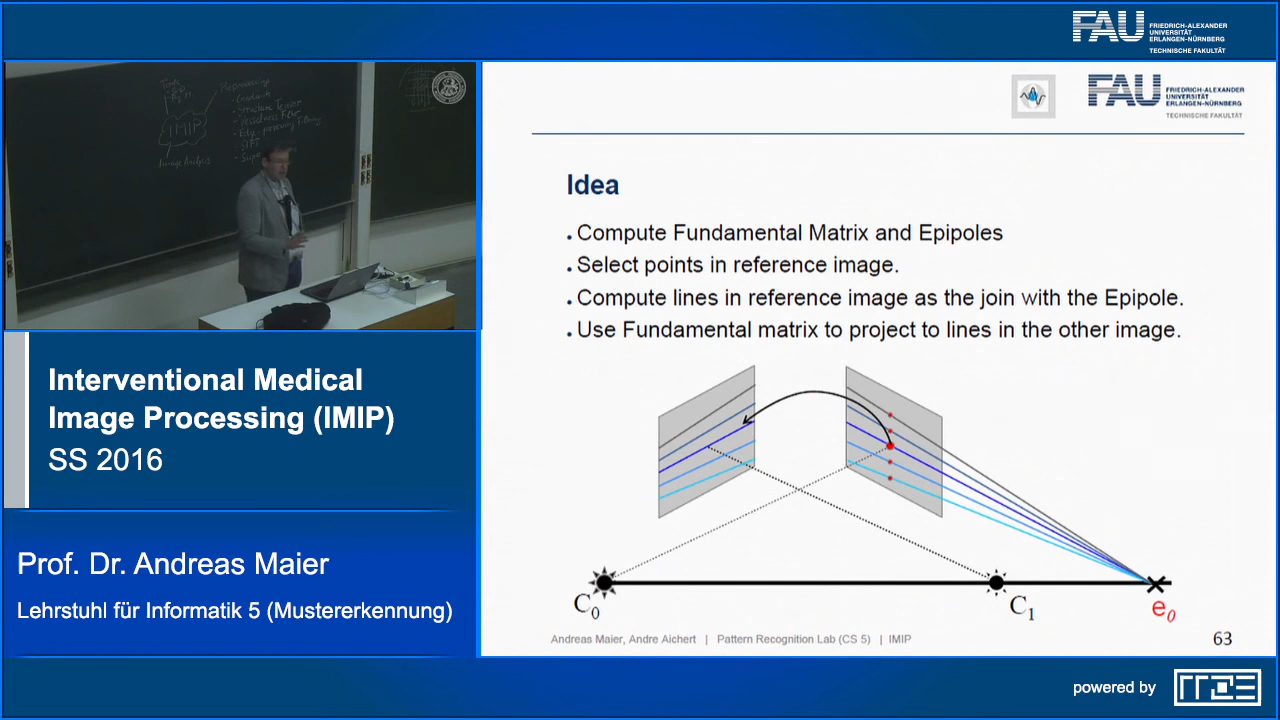 FAU
FRIEDRICH-ALEXANDER
UNIVERSITÄT
ERLANGEN-NÜRNBERG
TECHNISCHE FAKULTÄT
Preprocessing
IMIP
Image Analysis
FAU
FRIEDRICH-ALEXANDER
UNIVERSITÄT
ERLANGEN-NÜRNBERG
TECHNISCHE FAKULTÄT
Idea
• Compute Fundamental Matrix and Epipoles
• Select points in reference image.
• Compute lines in reference image as the join with the Epipole.
• Use Fundamental matrix to project to lines in the other image.
C0
C1
e0
Andreas Maier, Andre Aichert | Pattern Recognition Lab (CS 5) | IMIP
63
Interventional Medical
Image Processing (IMIP)
SS 2016
Prof. Dr. Andreas Maier
Lehrstuhl für Informatik 5 (Mustererkennung)
powered by